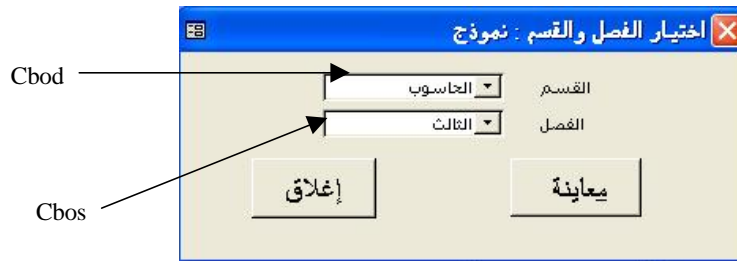 اختيار الفصل والقسم : نموذج
Cbod
القسم الحاسوب
الفصل الثالث
معاينة إغلاق
Cbos